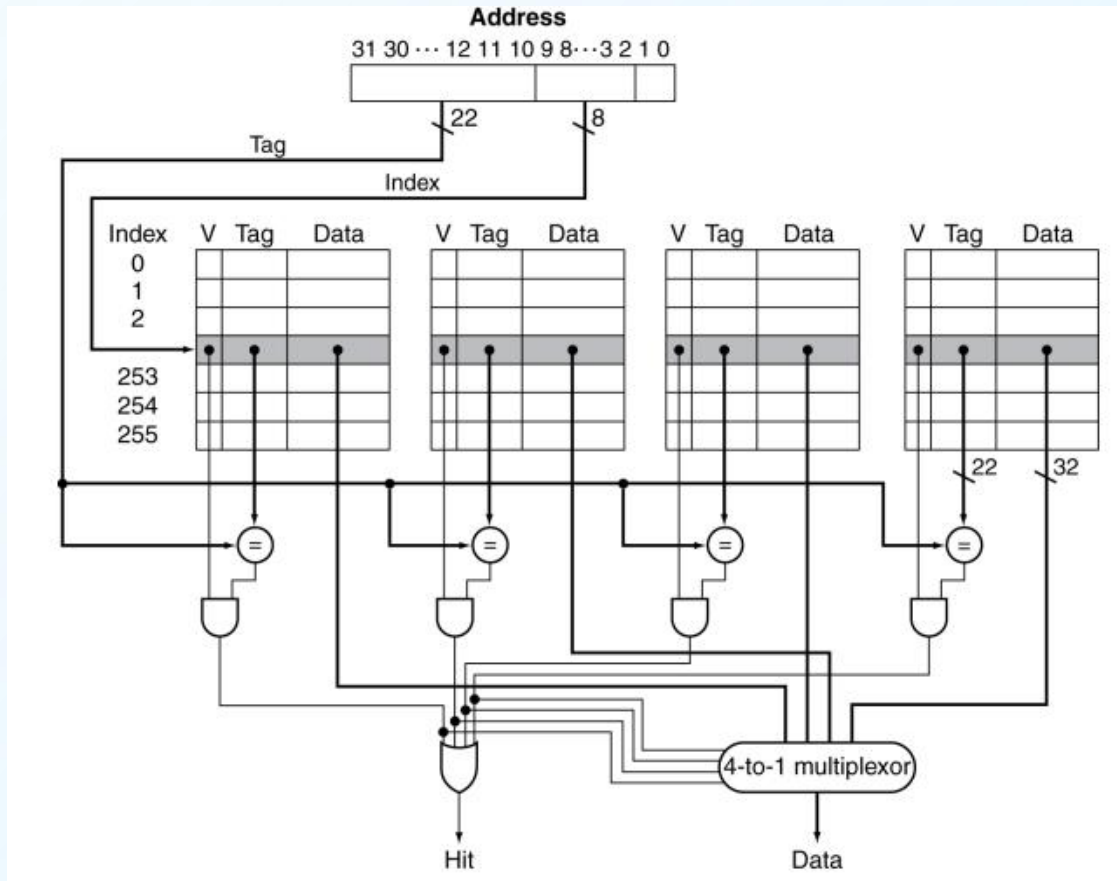 Address
31 30 ··· 12 11 10 9 8···3 2 1 0
22
8
Tag
Index
Index V Tag Data V Tag Data V Tag Data V Tag Data
0
1
2
253
254
255
22 32
= = = =
4-to-1 multiplexor
Hit Data